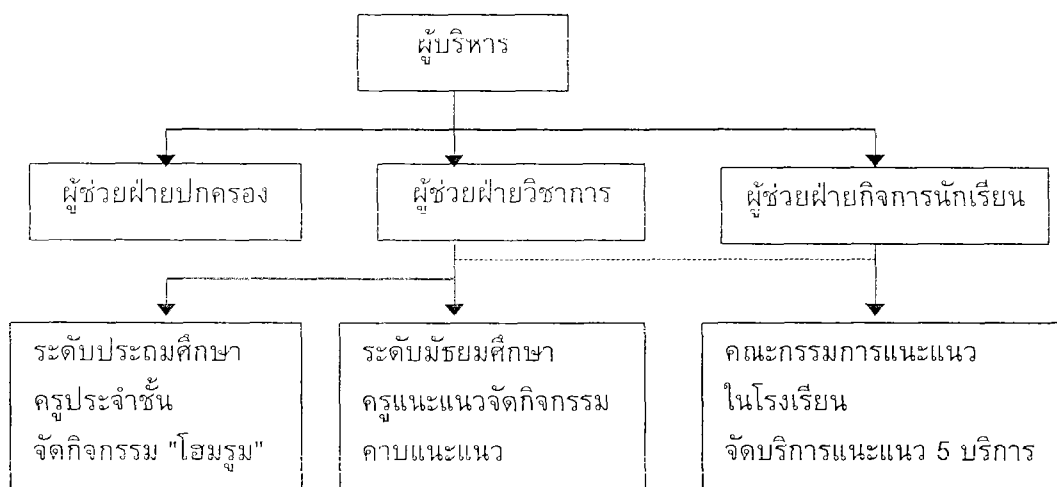 ผู้บริหาร
ผู้ช่วยฝ่ายปกครอง
ผู้ช่วยฝ่ายวิชาการ
ผู้ช่วยฝ่ายกิจการนักเรียน
ระดับประถมศึกษา
ครูประจำชั้น
จัดกิจกรรม "โฮมรูม"
ระดับมัธยมศึกษา
ครูแนะแนวจัดกิจกรรม
คาบแนะแนว
คณะกรรมการแนะแนว
ในโรงเรียน
จัดบริการแนะแนว 5 บริการ